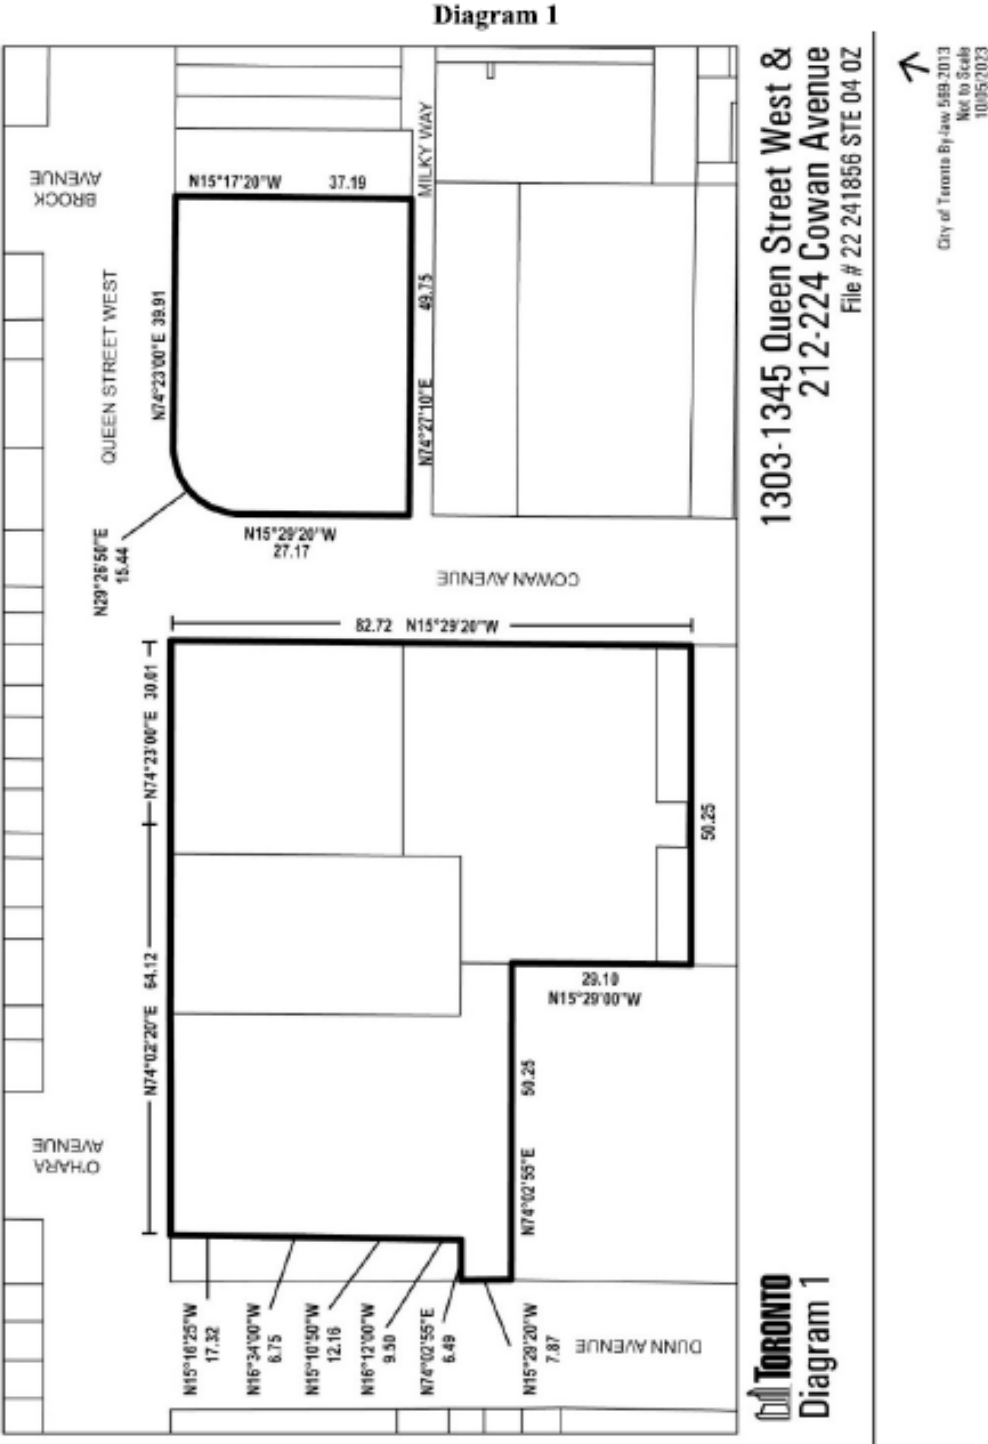 Diagram 1
BROCK
AVENUE
QUEEN STREET WEST
MILKY WAY
N15°17'20"W 37.19
N74°23'00"E 39.91
N74°27'10"E 49.75
N29°26'50"E
15.44
N15°29'20"W
27.17
COWAN AVENUE
82.72 N15°29'20"W
N74°23'00"E 30.01
N74°02'20"E 64.12
50.25
29.10
N15°29'00"W
N74°02'55"E 50.25
O'HARA
AVENUE
N15°16'25"W
17.32
N16°34'00"W
6.75
N15°10'50"W
12.16
N16°12'00"W
9.50
N74°02'55"E
6.49
N15°29'20"W
7.87
DUNN AVENUE
TORONTO
Diagram 1
1303-1345 Queen Street West &
212-224 Cowan Avenue
File # 22 241856 STE 04 OZ
City of Toronto By-law 569-2013
Not to Scale
10/05/2023